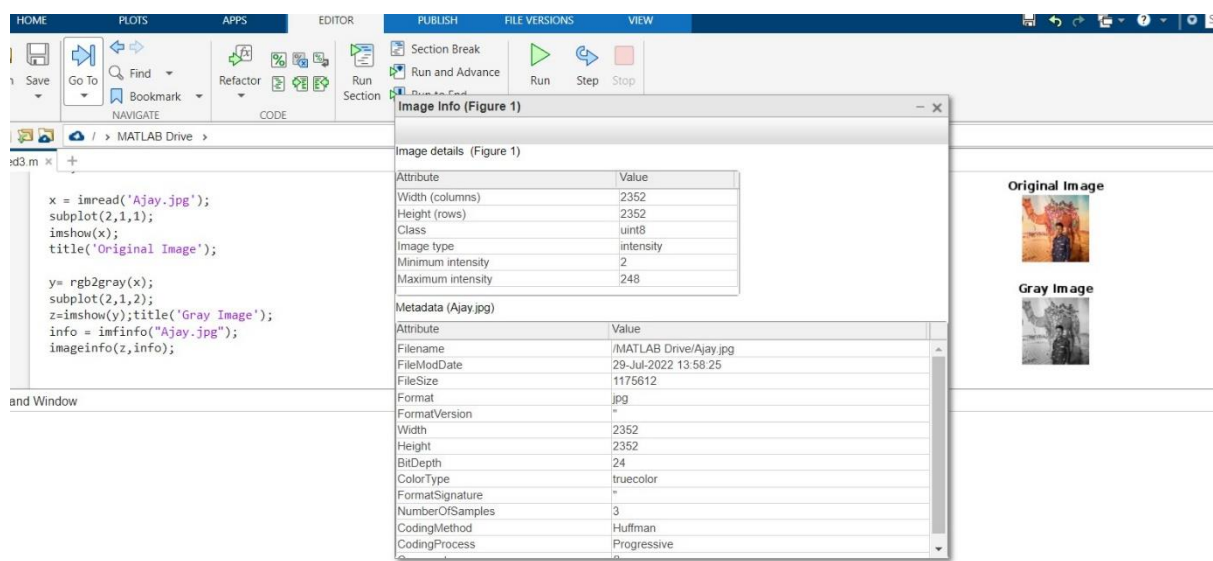 HOME PLOTS APPS EDITOR PUBLISH FILE VERSIONS VIEW
Save
Go To
Find
Bookmark
NAVIGATE
Refactor
CODE
Run
Section
Section Break
Run and Advance
Run to End
Run
Step
Stop
/ > MATLAB Drive >
ed3.m × +
x = imread('Ajay.jpg');
subplot(2,1,1);
imshow(x);
title('Original Image');
y= rgb2gray(x);
subplot(2,1,2);
z=imshow(y);title('Gray Image');
info = imfinfo("Ajay.jpg");
imageinfo(z,info);
and Window
Image Info (Figure 1)
Image details (Figure 1)
Attribute Value
Width (columns) 2352
Height (rows) 2352
Class uint8
Image type intensity
Minimum intensity 2
Maximum intensity 248
Metadata (Ajay.jpg)
Attribute Value
Filename /MATLAB Drive/Ajay.jpg
FileModDate 29-Jul-2022 13:58:25
FileSize 1175612
Format jpg
FormatVersion ''
Width 2352
Height 2352
BitDepth 24
ColorType truecolor
FormatSignature ''
NumberOfSamples 3
CodingMethod Huffman
CodingProcess Progressive
Original Image
Gray Image